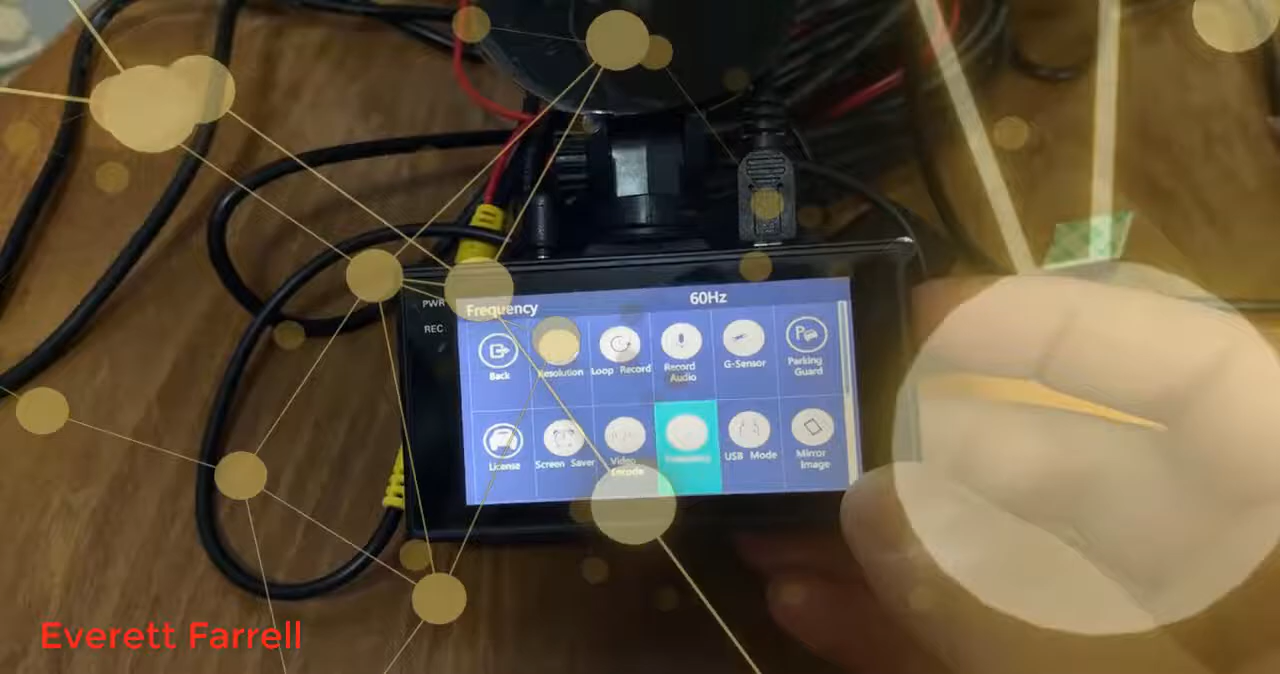 Frequency 60Hz
PWR
REC
Back Resolution Loop Record Record Audio G-Sensor Parking Guard
License Screen Saver Video Encode Frequency USB Mode Mirror Image
Everett Farrell